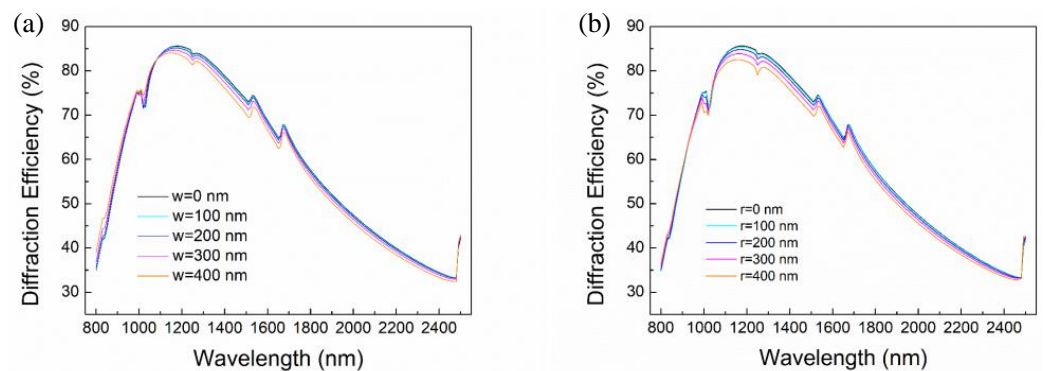 (a)
90
80
70
60
50
40
30
Diffraction Efficiency (%)
w=0 nm
w=100 nm
w=200 nm
w=300 nm
w=400 nm
800 1000 1200 1400 1600 1800 2000 2200 2400
Wavelength (nm)
(b)
90
80
70
60
50
40
30
Diffraction Efficiency (%)
r=0 nm
r=100 nm
r=200 nm
r=300 nm
r=400 nm
800 1000 1200 1400 1600 1800 2000 2200 2400
Wavelength (nm)